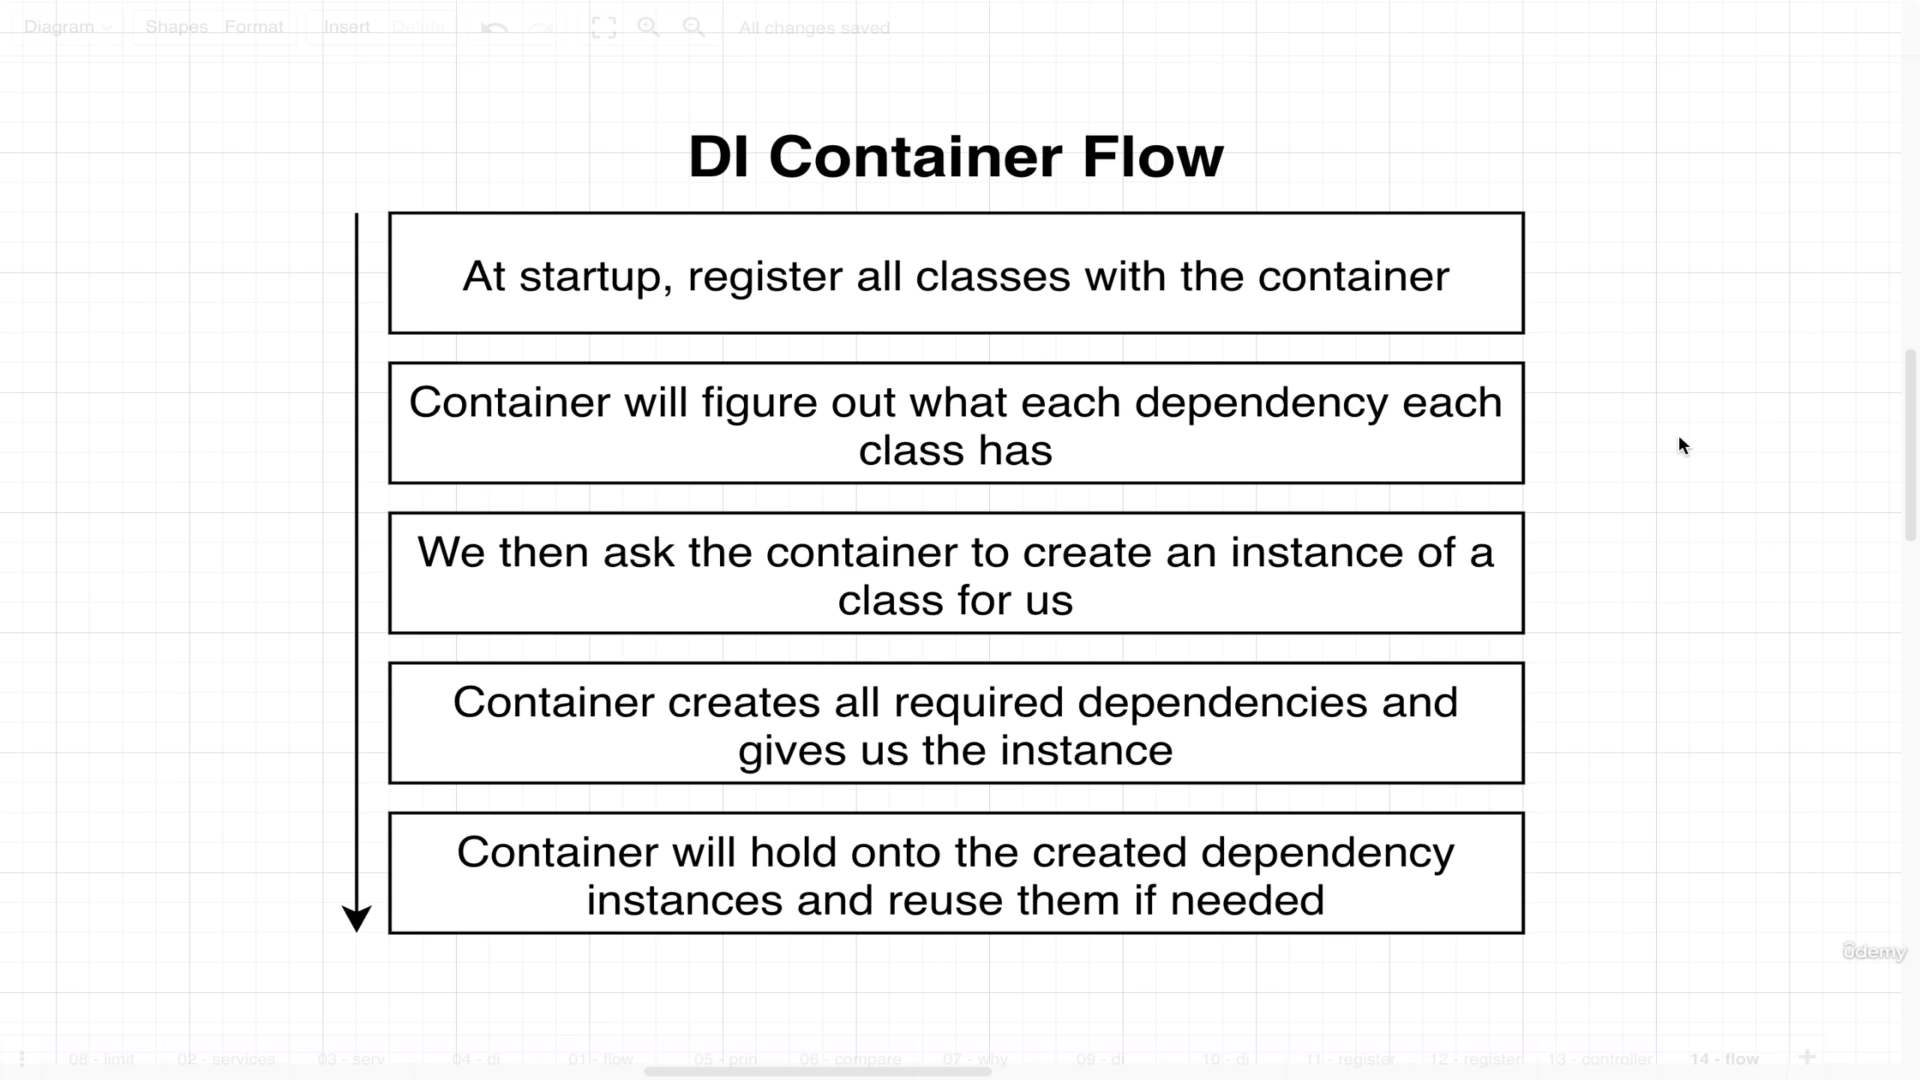 Diagram Shapes Format Insert Delete All changes saved
DI Container Flow
At startup, register all classes with the container
Container will figure out what each dependency each
class has
We then ask the container to create an instance of a
class for us
Container creates all required dependencies and
gives us the instance
Container will hold onto the created dependency
instances and reuse them if needed
ûdemy
08 - limit 02 - services 03 - serv 04 - di 01 - flow 05 - prin 06 - compare 07 - why 09 - di 10 - di 11 - register 12 - register 13 - controller 14 - flow